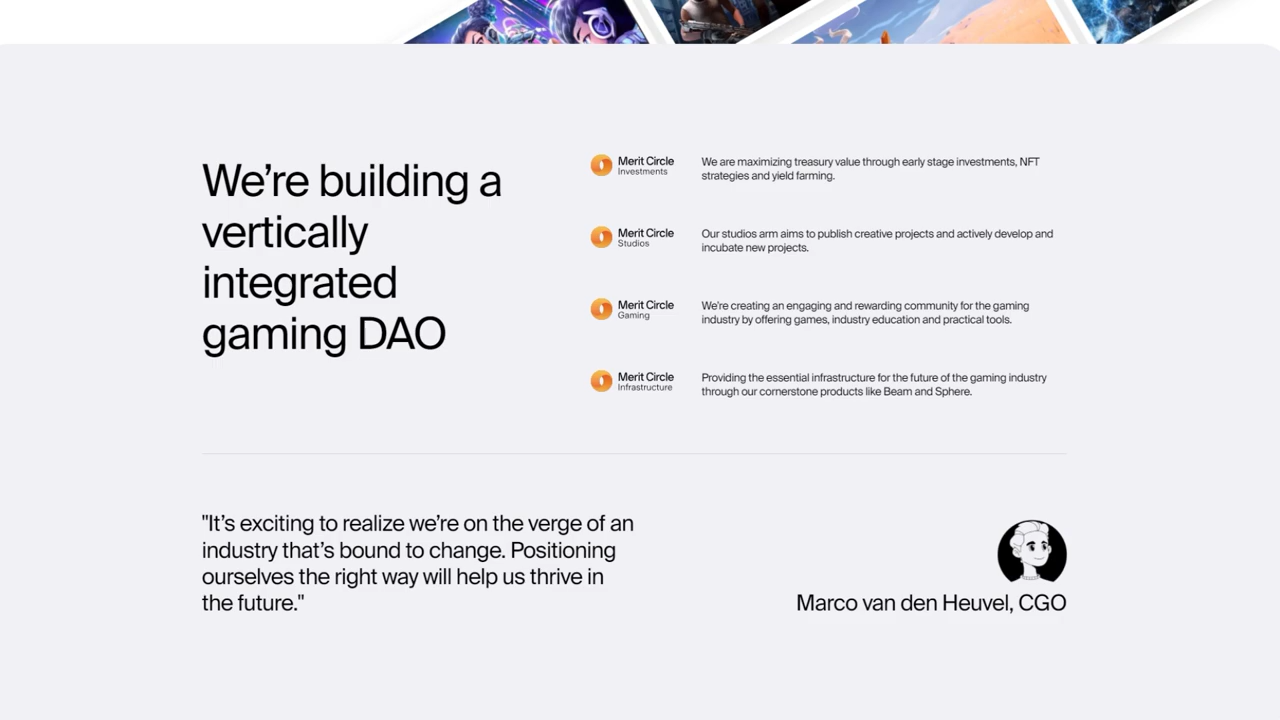 We’re building a
vertically
integrated
gaming DAO
Merit Circle
Investments
We are maximizing treasury value through early stage investments, NFT
strategies and yield farming.
Merit Circle
Studios
Our studios arm aims to publish creative projects and actively develop and
incubate new projects.
Merit Circle
Gaming
We're creating an engaging and rewarding community for the gaming
industry by offering games, industry education and practical tools.
Merit Circle
Infrastructure
Providing the essential infrastructure for the future of the gaming industry
through our cornerstone products like Beam and Sphere.
"It’s exciting to realize we’re on the verge of an
industry that’s bound to change. Positioning
ourselves the right way will help us thrive in
the future."
Marco van den Heuvel, CGO